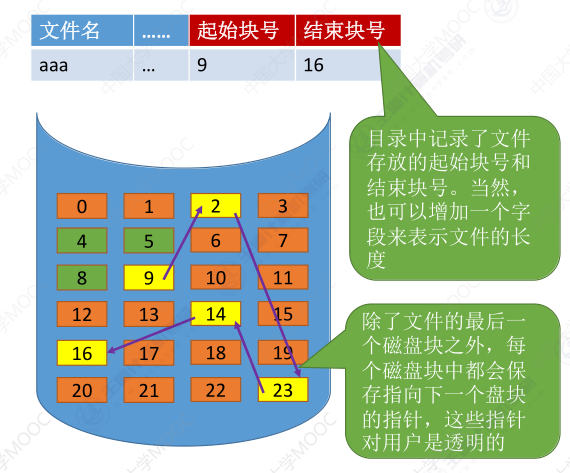 文件名 …… 起始块号 结束块号
aaa … 9 16
目录中记录了文件
存放的起始块号和
结束块号。当然，
也可以增加一个字
段来表示文件的长
度
0 1 2 3
4 5 6 7
8 9 10 11
12 13 14 15
16 17 18 19
20 21 22 23
除了文件的最后一
个磁盘块之外，每
个磁盘块中都会保
存指向下一个盘块
的指针，这些指针
对用户是透明的